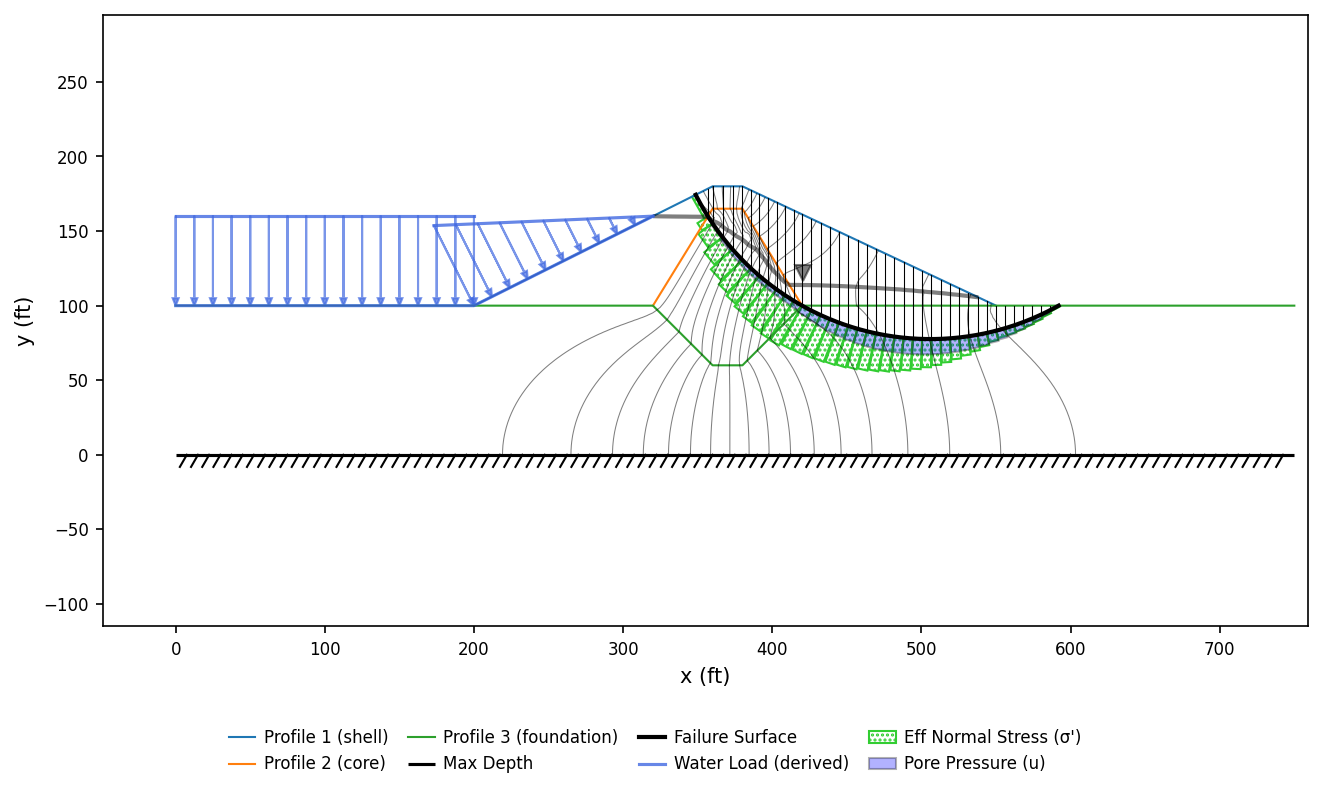 y (ft)
250
200
150
100
50
0
−50
−100
0 100 200 300 400 500 600 700
x (ft)
Profile 1 (shell) Profile 3 (foundation) Failure Surface Eff Normal Stress (σ')
Profile 2 (core) Max Depth Water Load (derived) Pore Pressure (u)